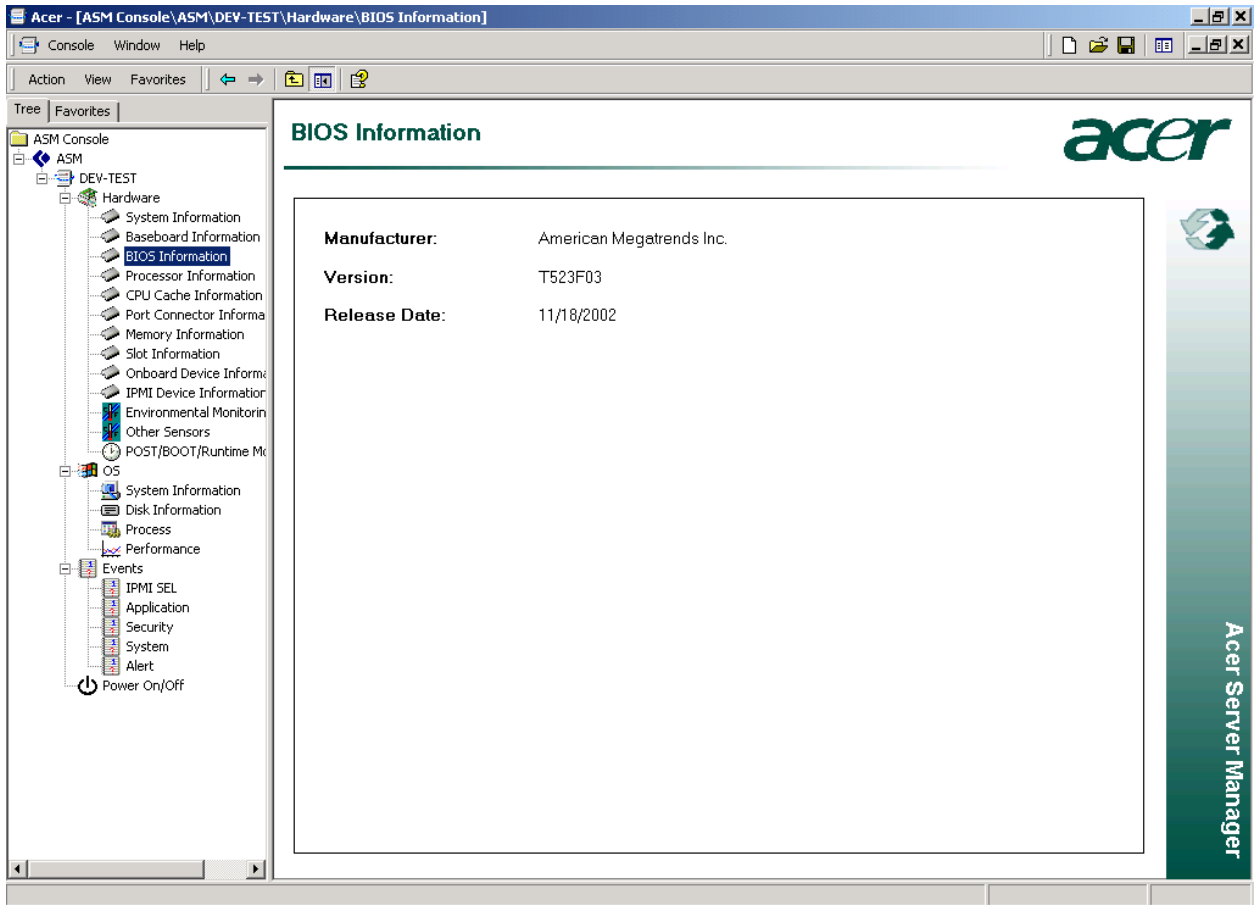 Acer - [ASM Console\ASM\DEV-TEST\Hardware\BIOS Information]
Console Window Help
Action View Favorites
Tree Favorites
ASM Console
ASM
DEV-TEST
Hardware
System Information
Baseboard Information
BIOS Information
Processor Information
CPU Cache Information
Port Connector Informa
Memory Information
Slot Information
Onboard Device Informa
IPMI Device Information
Environmental Monitorin
Other Sensors
POST/BOOT/Runtime Mo
OS
System Information
Disk Information
Process
Performance
Events
IPMI SEL
Application
Security
System
Alert
Power On/Off
BIOS Information
acer
Manufacturer: American Megatrends Inc.
Version: T523F03
Release Date: 11/18/2002
Acer Server Manager